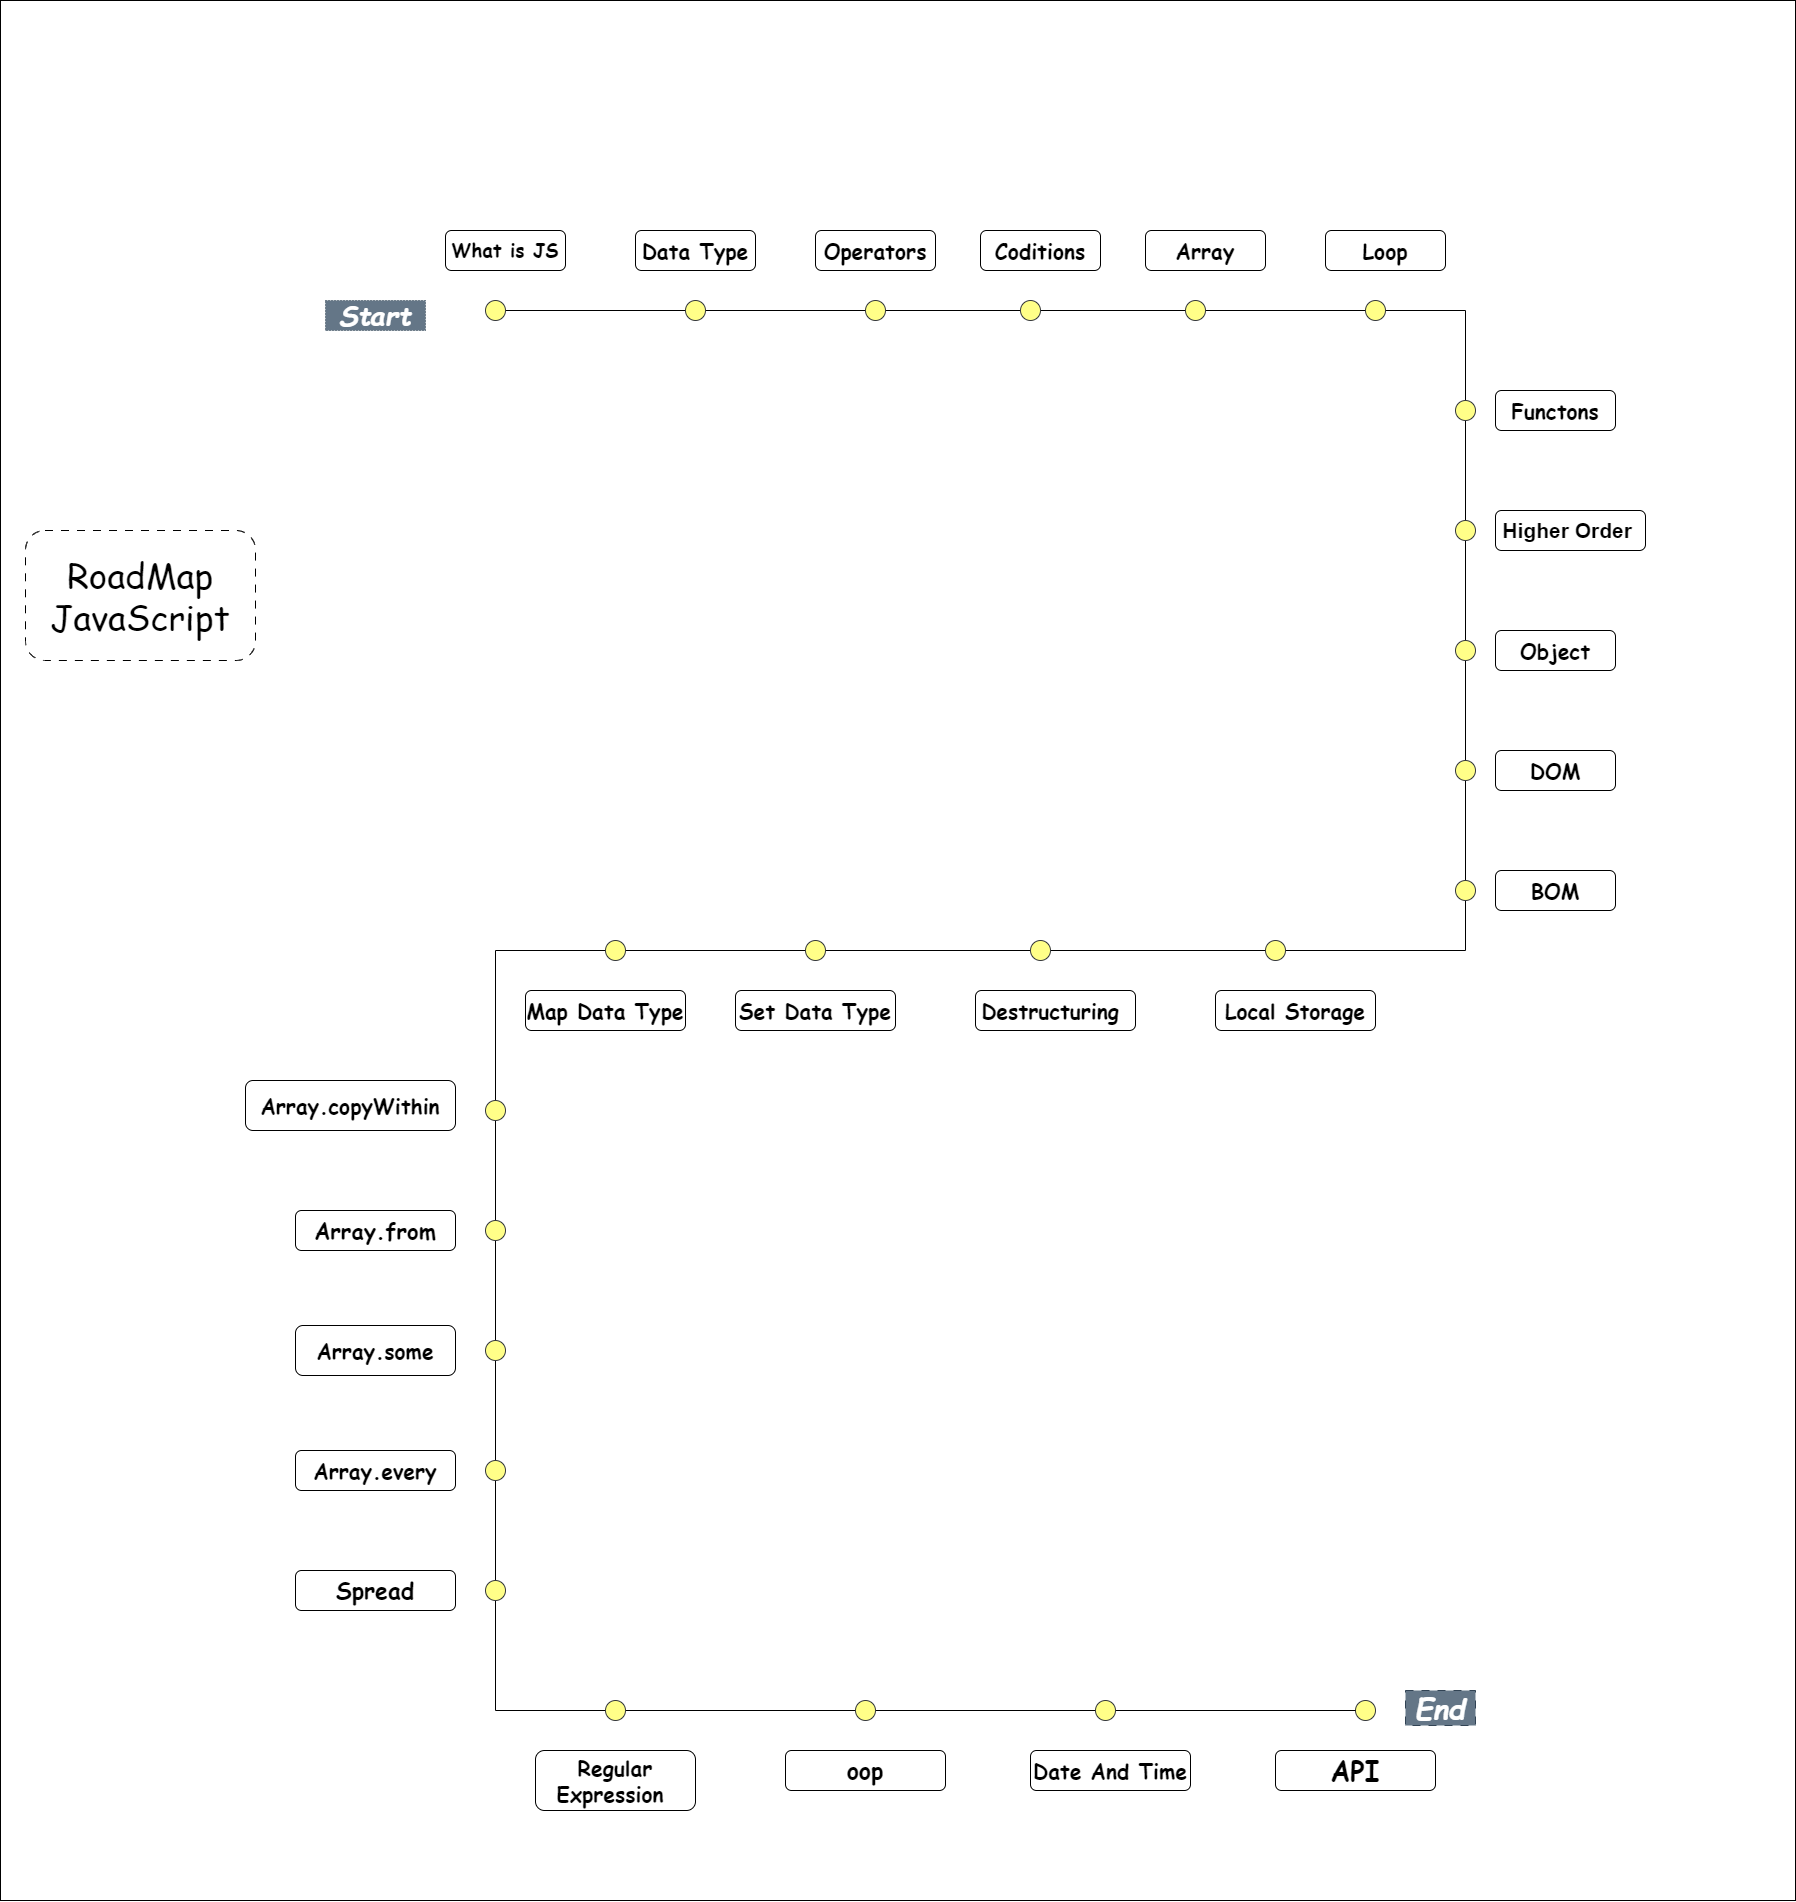 What is JS
Data Type
Operators
Coditions
Array
Loop
Start
Functons
Higher Order
RoadMap
JavaScript
Object
DOM
BOM
Map Data Type
Set Data Type
Destructuring
Local Storage
Array.copyWithin
Array.from
Array.some
Array.every
Spread
End
Regular
Expression
oop
Date And Time
API